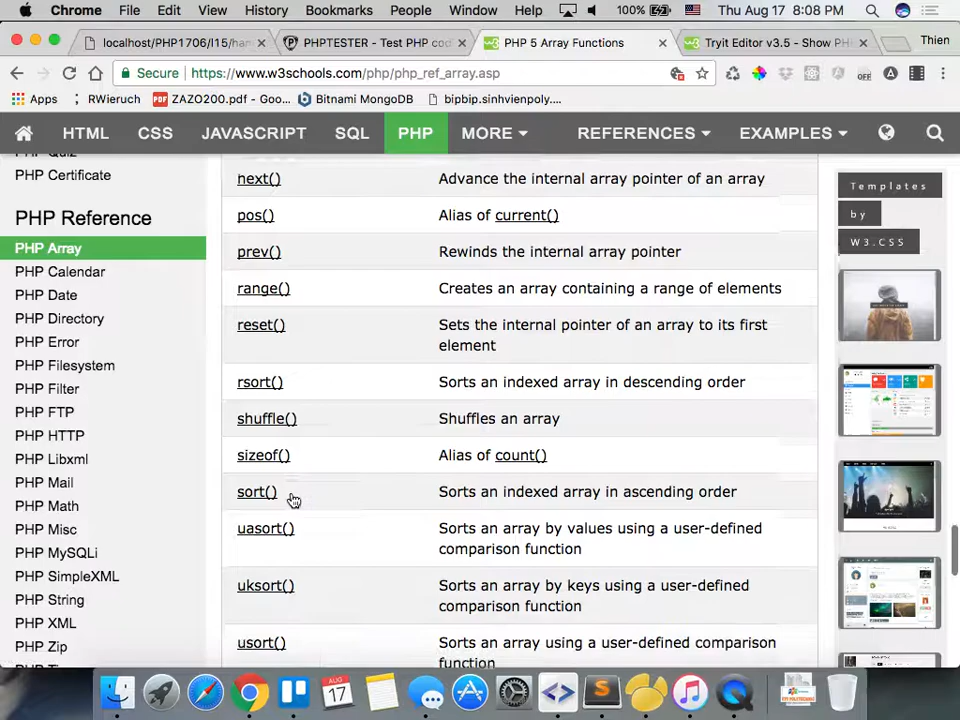 Chrome File Edit View History Bookmarks People Window Help 100% Thu Aug 17 8:08 PM
localhost/PHP1706/I15/han × PHPTESTER - Test PHP cod × PHP 5 Array Functions × Tryit Editor v3.5 - Show PH × Thien
Secure https://www.w3schools.com/php/php_ref_array.asp
Apps RWieruch ZAZO200.pdf - Goo... Bitnami MongoDB bipbip.sinhvienpoly....
HTML CSS JAVASCRIPT SQL PHP MORE REFERENCES EXAMPLES
PHP Quiz
PHP Certificate
PHP Reference
PHP Array
PHP Calendar
PHP Date
PHP Directory
PHP Error
PHP Filesystem
PHP Filter
PHP FTP
PHP HTTP
PHP Libxml
PHP Mail
PHP Math
PHP Misc
PHP MySQLi
PHP SimpleXML
PHP String
PHP XML
PHP Zip
next() Advance the internal array pointer of an array
pos() Alias of current()
prev() Rewinds the internal array pointer
range() Creates an array containing a range of elements
reset() Sets the internal pointer of an array to its first
element
rsort() Sorts an indexed array in descending order
shuffle() Shuffles an array
sizeof() Alias of count()
sort() Sorts an indexed array in ascending order
uasort() Sorts an array by values using a user-defined
comparison function
uksort() Sorts an array by keys using a user-defined
comparison function
usort() Sorts an array using a user-defined comparison
function
Templates
by
W3.CSS
AUG
17